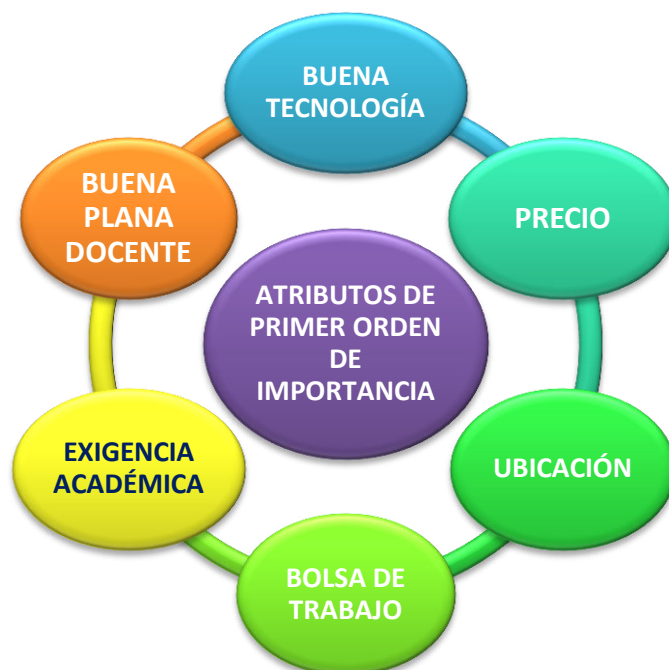 BUENA
TECNOLOGÍA
PRECIO
UBICACIÓN
BOLSA DE
TRABAJO
EXIGENCIA
ACADÉMICA
BUENA
PLANA
DOCENTE
ATRIBUTOS DE
PRIMER ORDEN
DE
IMPORTANCIA